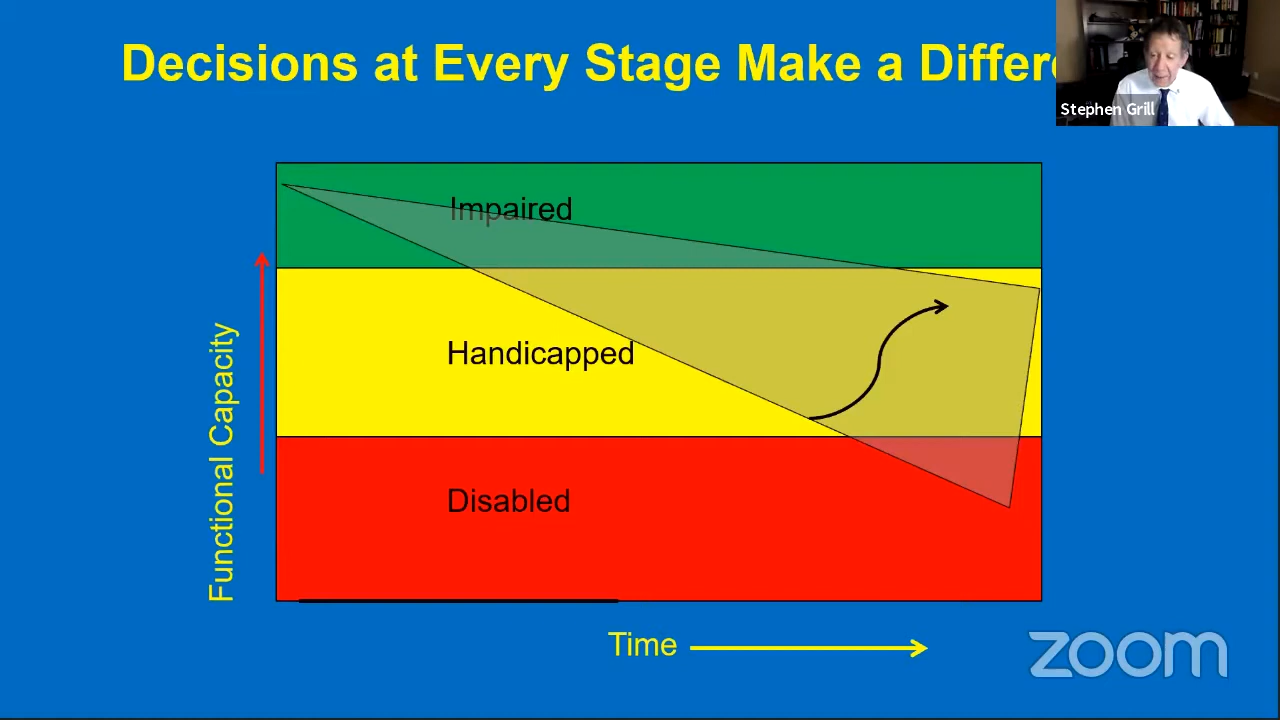 Decisions at Every Stage Make a Differe
Stephen Grill
Impaired
Handicapped
Disabled
Functional Capacity
Time
zoom